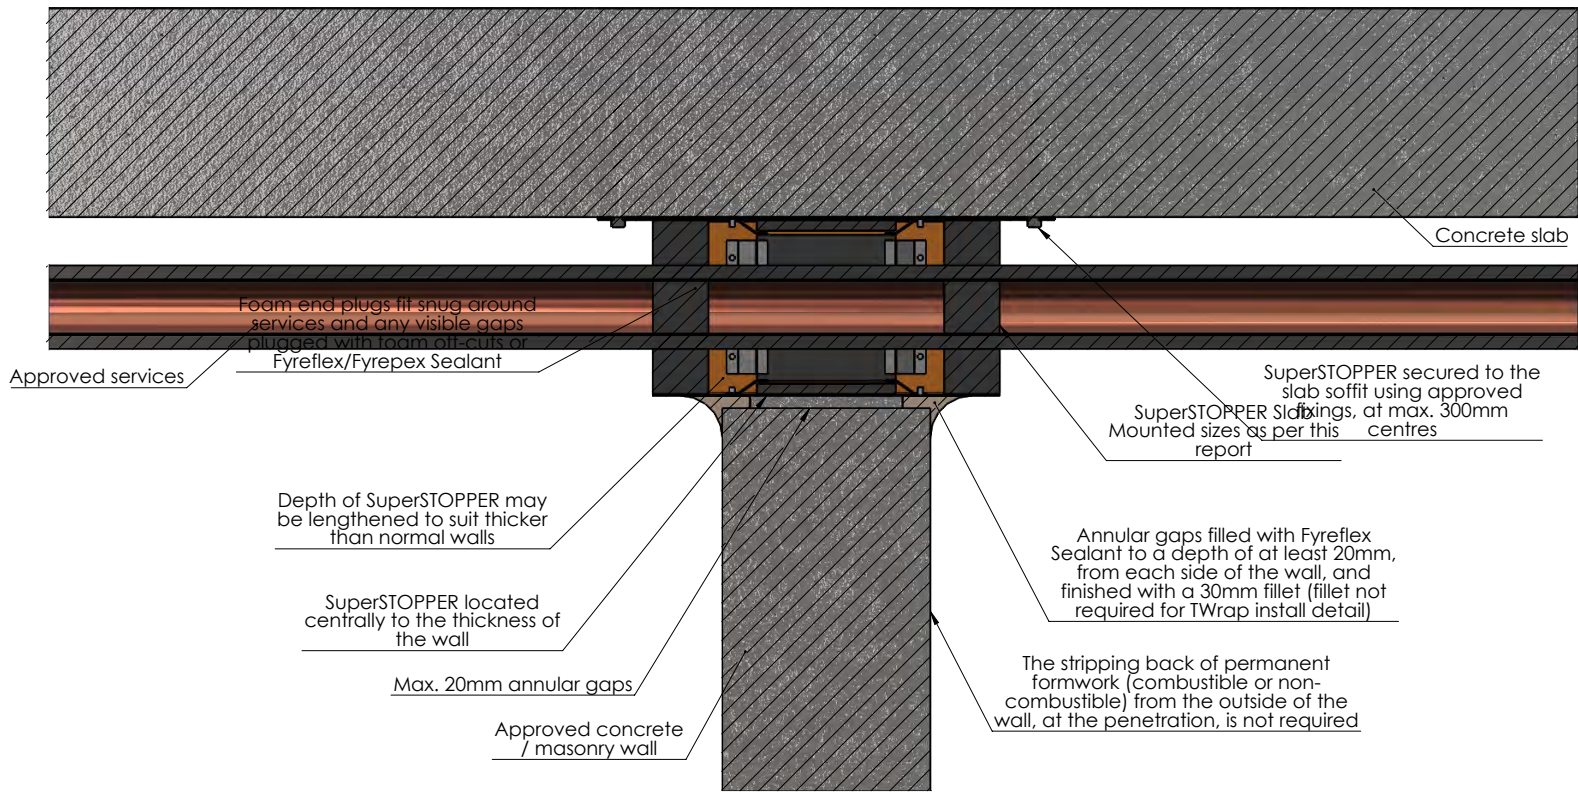 Concrete slab
Foam end plugs fit snug around
services and any visible gaps
plugged with foam off-cuts or
Fyreflex/Fyrepex Sealant
Approved services
SuperSTOPPER secured to the
slab soffit using approved
fixings, at max. 300mm
centres
SuperSTOPPER Slab
Mounted sizes as per this
report
Depth of SuperSTOPPER may
be lengthened to suit thicker
than normal walls
Annular gaps filled with Fyreflex
Sealant to a depth of at least 20mm,
from each side of the wall, and
finished with a 30mm fillet (fillet not
required for TWrap install detail)
SuperSTOPPER located
centrally to the thickness of
the wall
Max. 20mm annular gaps
The stripping back of permanent
formwork (combustible or non-
combustible) from the outside of the
wall, at the penetration, is not required
Approved concrete
/ masonry wall